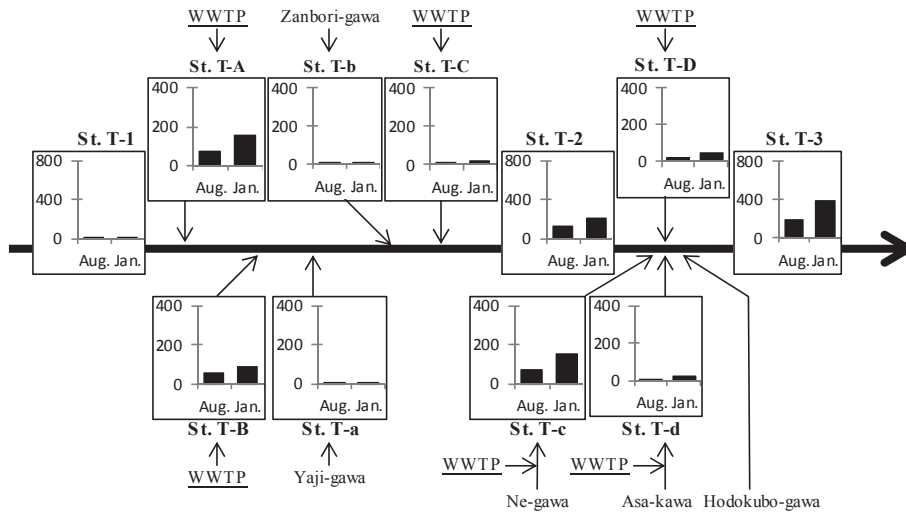 WWTP
Zanbori-gawa
WWTP
WWTP
St. T-A
St. T-b
St. T-C
St. T-D
400
200
0
Aug. Jan.
400
200
0
Aug. Jan.
400
200
0
Aug. Jan.
400
200
0
Aug. Jan.
St. T-1
800
400
0
Aug. Jan.
St. T-2
800
400
0
Aug. Jan.
St. T-3
800
400
0
Aug. Jan.
400
200
0
Aug. Jan.
400
200
0
Aug. Jan.
400
200
0
Aug. Jan.
400
200
0
Aug. Jan.
St. T-B
St. T-a
St. T-c
St. T-d
WWTP
Yaji-gawa
WWTP
WWTP
Ne-gawa
Asa-kawa
Hodokubo-gawa